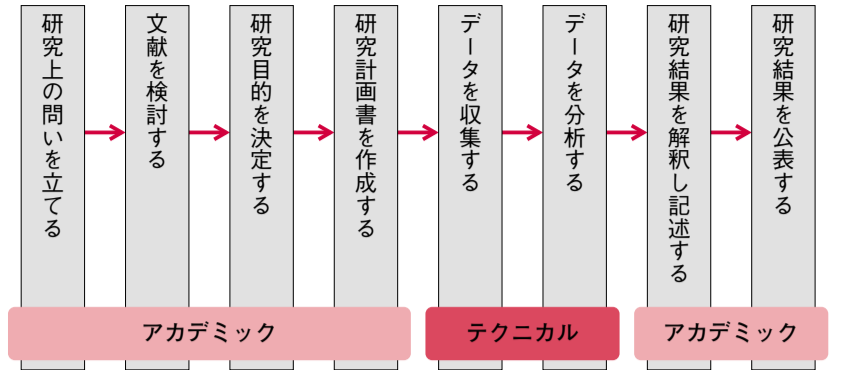 研究上の問いを立てる
文献を検討する
研究目的を決定する
研究計画書を作成する
データを収集する
データを分析する
研究結果を解釈し記述する
研究結果を公表する
アカデミック
テクニカル
アカデミック